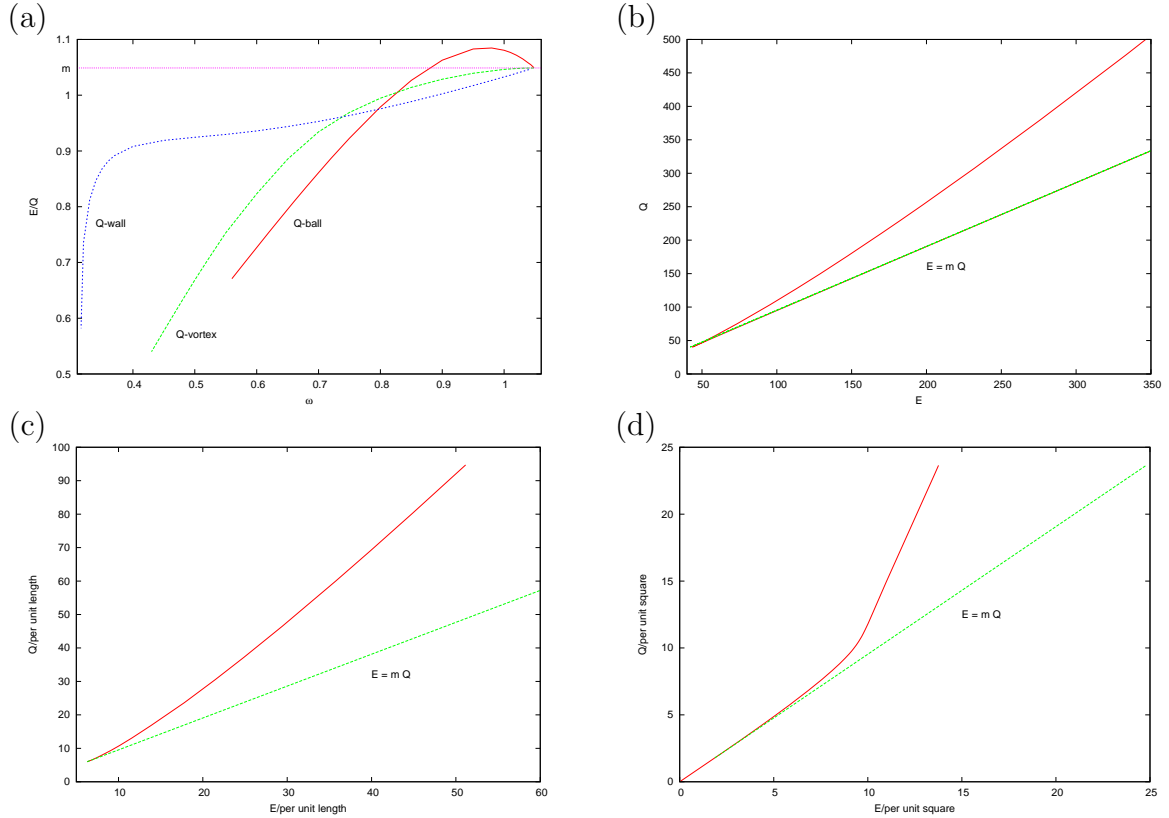 (a)
1.1
m
1
0.9
0.8
0.7
0.6
0.5
E/Q
Q-wall
Q-ball
Q-vortex
0.4 0.5 0.6 0.7 0.8 0.9 1
ω
(b)
500
450
400
350
300
250
200
150
100
50
0
Q
E = m Q
50 100 150 200 250 300 350
E
(c)
100
90
80
70
60
50
40
30
20
10
0
Q/per unit length
E = m Q
10 20 30 40 50 60
E/per unit length
(d)
25
20
15
10
5
0
Q/per unit square
E = m Q
0 5 10 15 20 25
E/per unit square